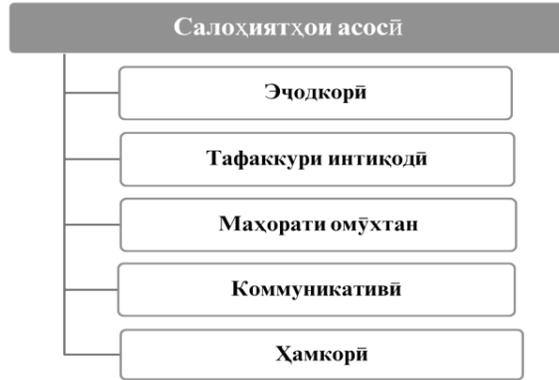 Салоҳиятҳои асосӣ
Эҷодкорӣ
Тафаккури интиқодӣ
Маҳорати омӯхтан
Коммуникативӣ
Ҳамкорӣ